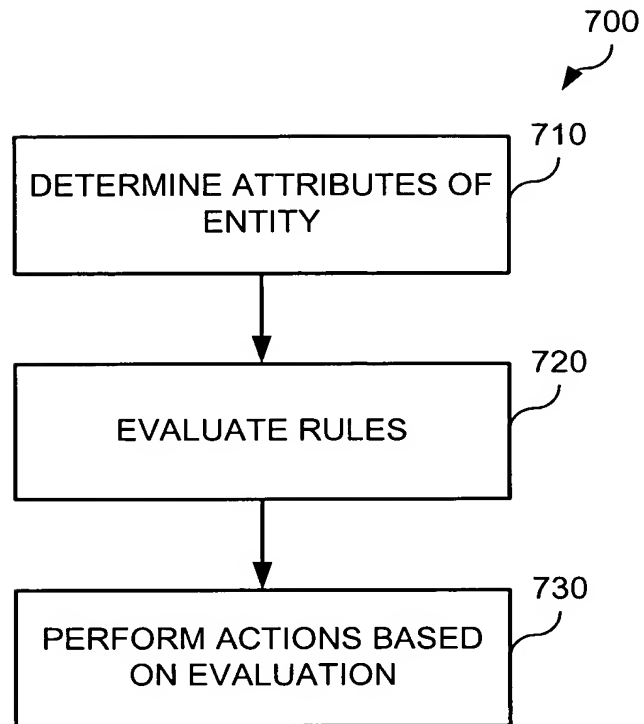 700
710
DETERMINE ATTRIBUTES OF
ENTITY
720
EVALUATE RULES
730
PERFORM ACTIONS BASED
ON EVALUATION